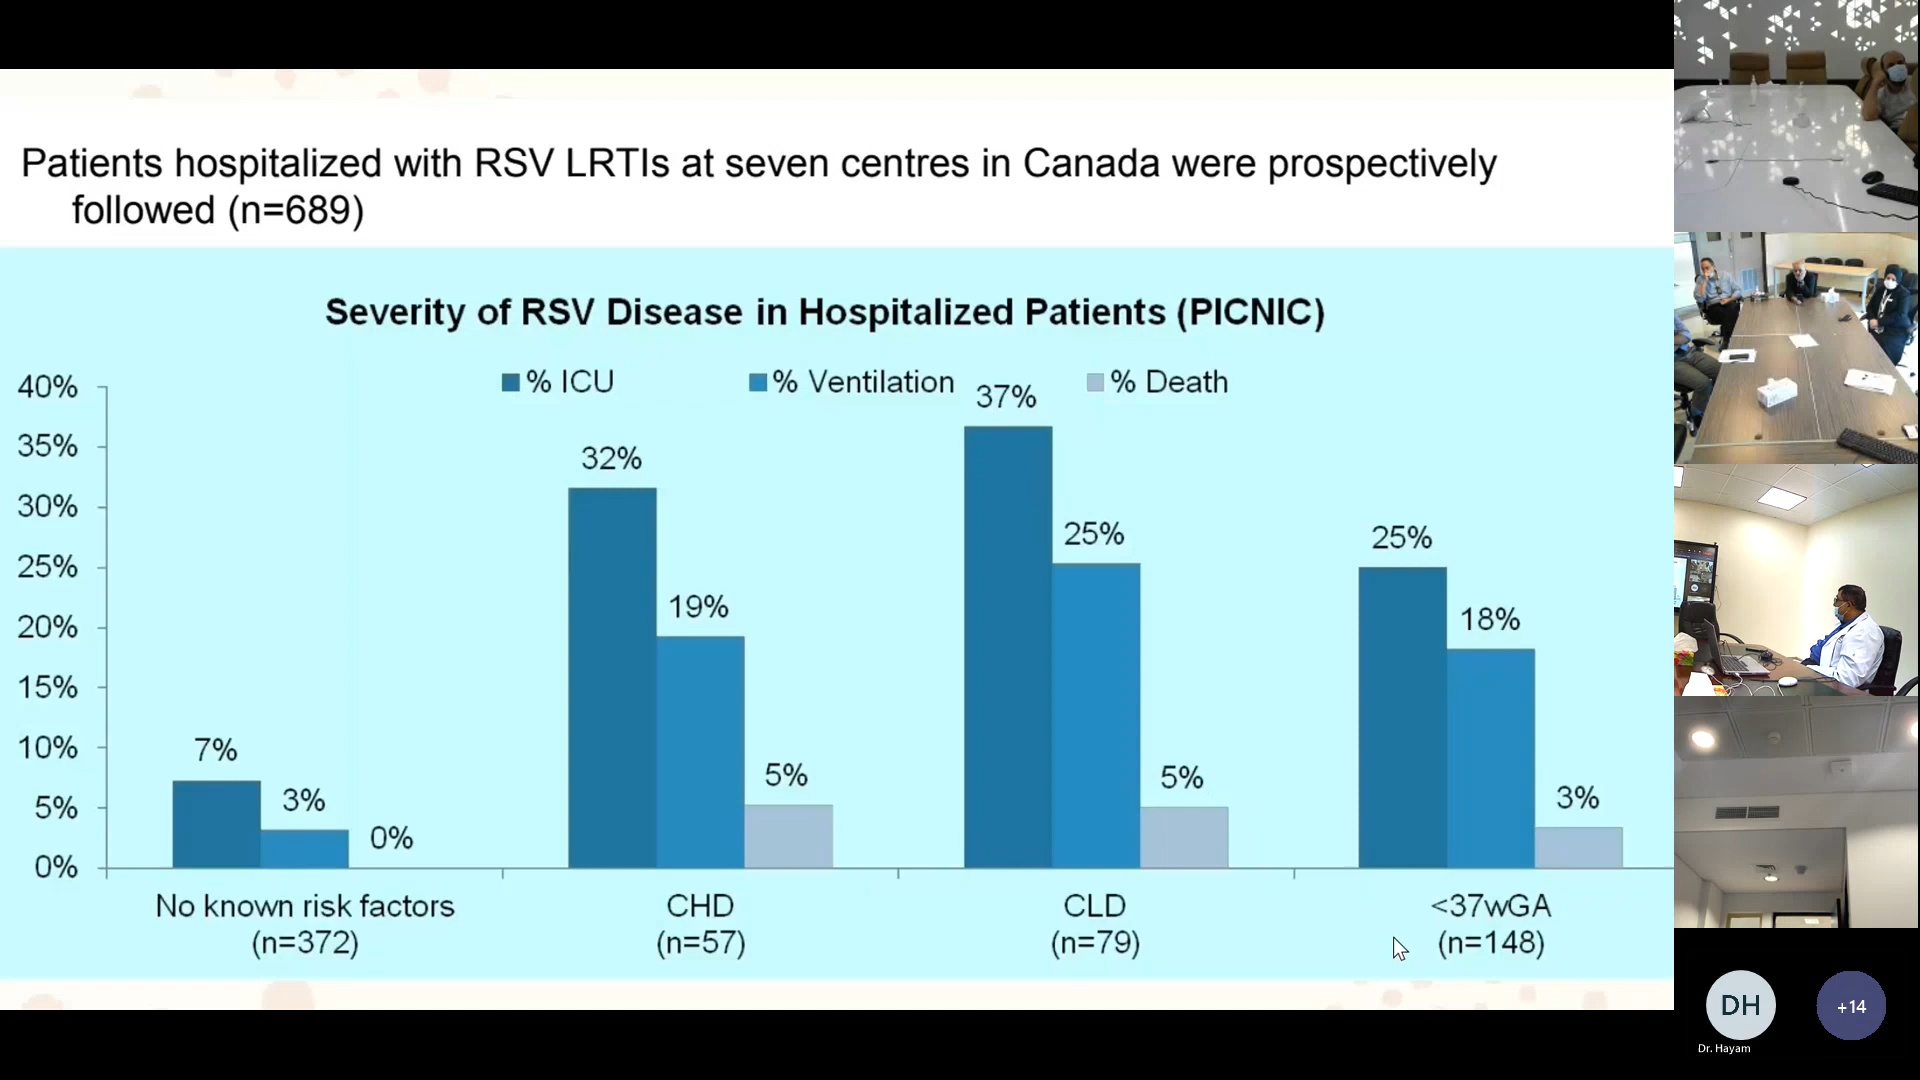 Patients hospitalized with RSV LRTIs at seven centres in Canada were prospectively
followed (n=689)
Severity of RSV Disease in Hospitalized Patients (PICNIC)
% ICU % Ventilation % Death
40%
35%
30%
25%
20%
15%
10%
5%
0%
7%
3%
0%
32%
19%
5%
37%
25%
5%
25%
18%
3%
No known risk factors
(n=372)
CHD
(n=57)
CLD
(n=79)
<37wGA
(n=148)
DH
Dr. Hayam
+14